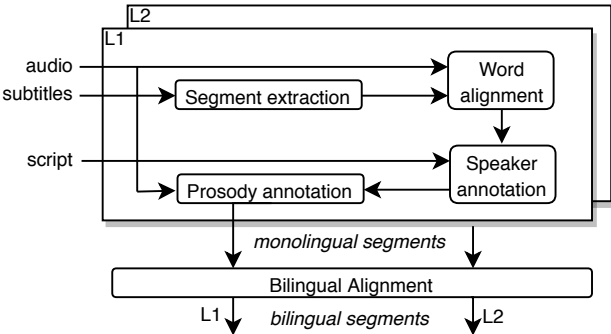 L2
L1
audio
Word
alignment
subtitles
Segment extraction
script
Speaker
annotation
Prosody annotation
monolingual segments
Bilingual Alignment
L1
bilingual segments
L2